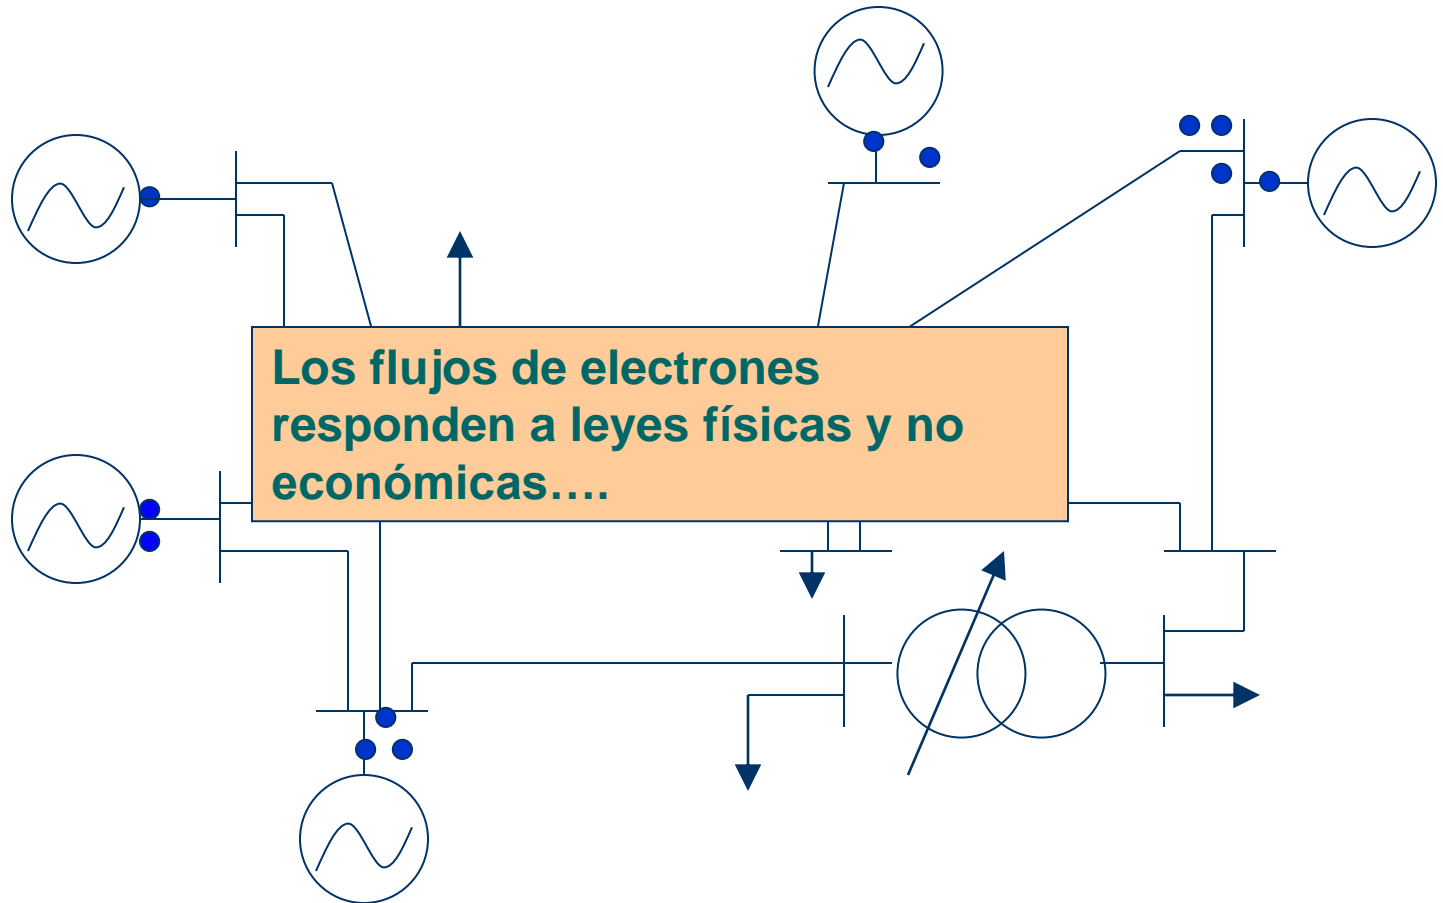 Los flujos de electrones
responden a leyes físicas y no
económicas….